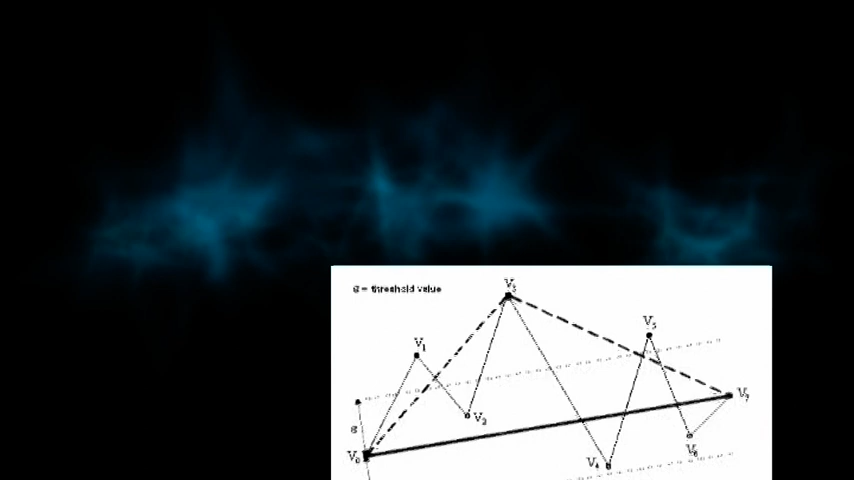 ε = threshold value
V₃
V₅
V₁
V₇
V₂
ε
V₆
V₀
V₄